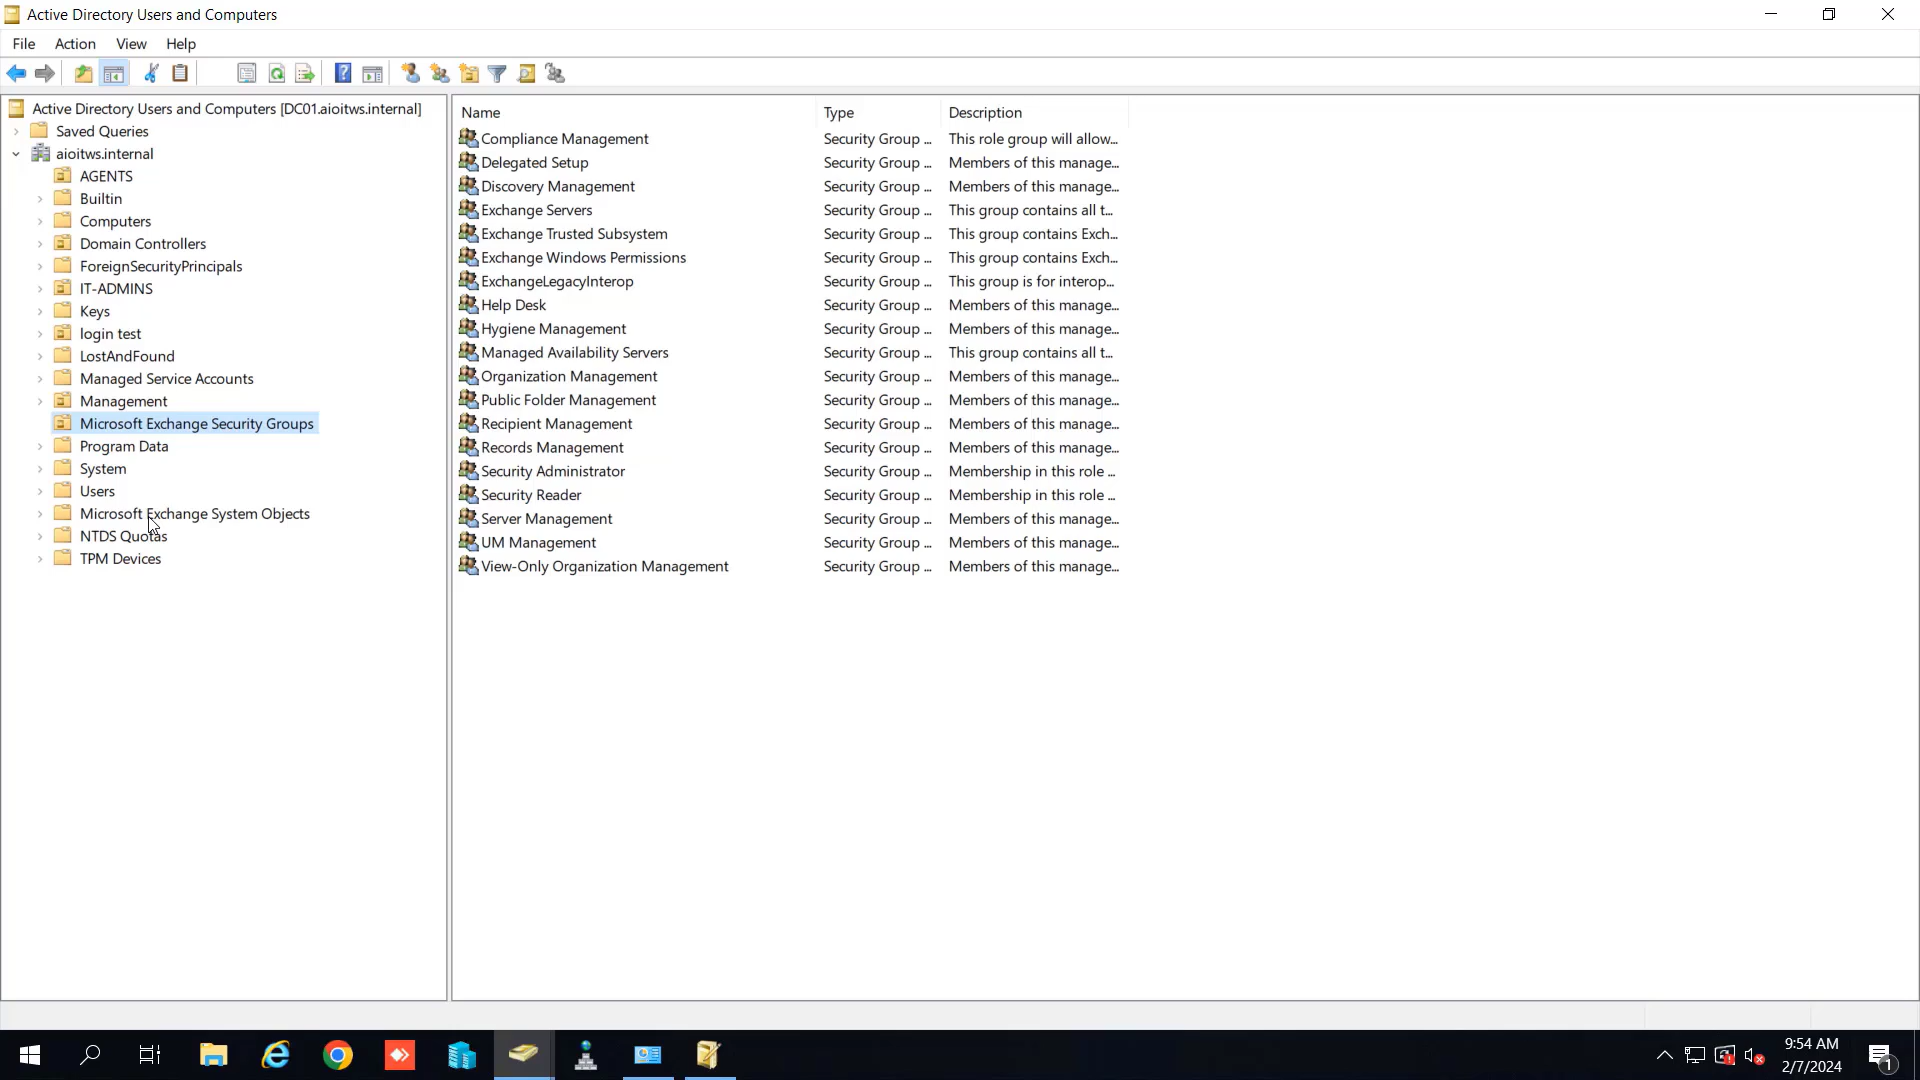 Active Directory Users and Computers
File Action View Help
Active Directory Users and Computers [DC01.aioitws.internal]
Saved Queries
aioitws.internal
AGENTS
Builtin
Computers
Domain Controllers
ForeignSecurityPrincipals
IT-ADMINS
Keys
login test
LostAndFound
Managed Service Accounts
Management
Microsoft Exchange Security Groups
Program Data
System
Users
Microsoft Exchange System Objects
NTDS Quotas
TPM Devices
Name Type Description
Compliance Management Security Group ... This role group will allow...
Delegated Setup Security Group ... Members of this manage...
Discovery Management Security Group ... Members of this manage...
Exchange Servers Security Group ... This group contains all t...
Exchange Trusted Subsystem Security Group ... This group contains Exch...
Exchange Windows Permissions Security Group ... This group contains Exch...
ExchangeLegacyInterop Security Group ... This group is for interop...
Help Desk Security Group ... Members of this manage...
Hygiene Management Security Group ... Members of this manage...
Managed Availability Servers Security Group ... This group contains all t...
Organization Management Security Group ... Members of this manage...
Public Folder Management Security Group ... Members of this manage...
Recipient Management Security Group ... Members of this manage...
Records Management Security Group ... Members of this manage...
Security Administrator Security Group ... Membership in this role ...
Security Reader Security Group ... Membership in this role ...
Server Management Security Group ... Members of this manage...
UM Management Security Group ... Members of this manage...
View-Only Organization Management Security Group ... Members of this manage...
9:54 AM
2/7/2024
1